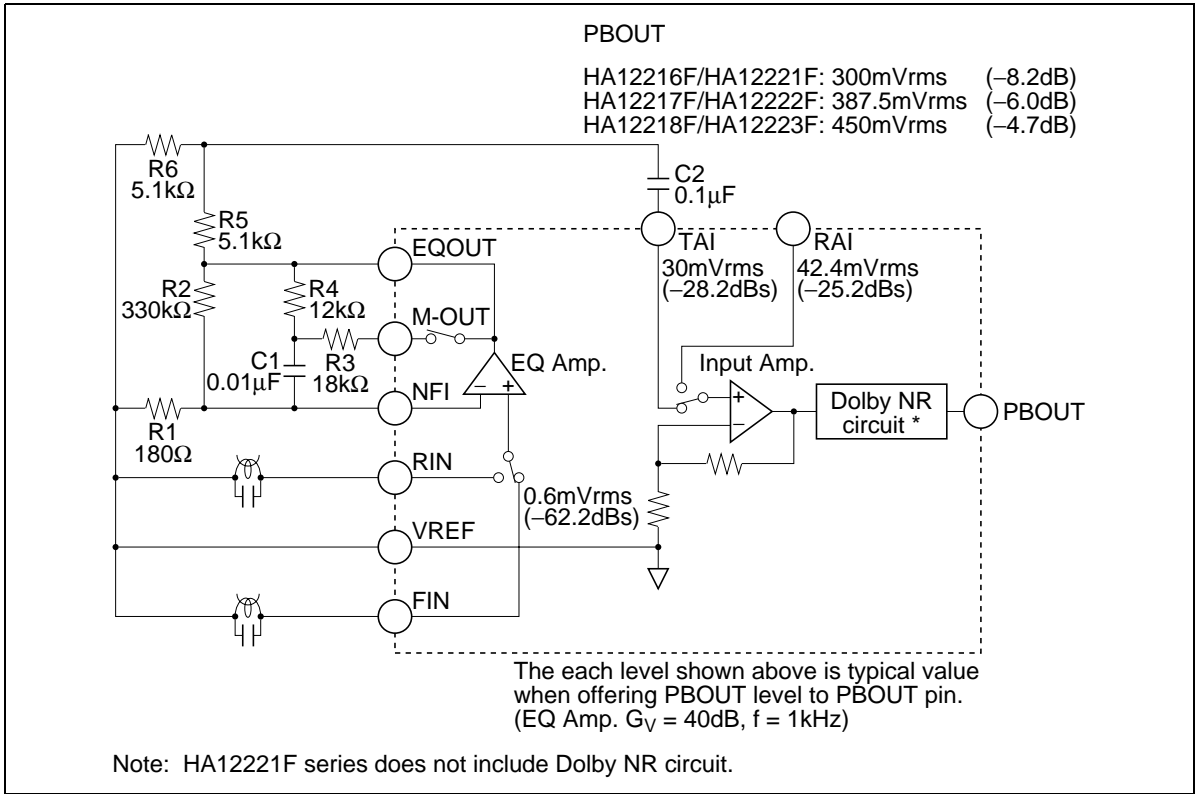 PBOUT
HA12216F/HA12221F: 300mVrms (−8.2dB)
HA12217F/HA12222F: 387.5mVrms (−6.0dB)
HA12218F/HA12223F: 450mVrms (−4.7dB)
R6
5.1kΩ
C2
0.1μF
R5
5.1kΩ
TAI
30mVrms
(−28.2dBs)
RAI
42.4mVrms
(−25.2dBs)
EQOUT
R2
330kΩ
R4
12kΩ
M-OUT
R3
18kΩ
C1
0.01μF
EQ Amp.
− +
Input Amp.
+
−
Dolby NR
circuit *
PBOUT
NFI
R1
180Ω
RIN
0.6mVrms
(−62.2dBs)
VREF
FIN
The each level shown above is typical value
when offering PBOUT level to PBOUT pin.
(EQ Amp. GV = 40dB, f = 1kHz)
Note: HA12221F series does not include Dolby NR circuit.